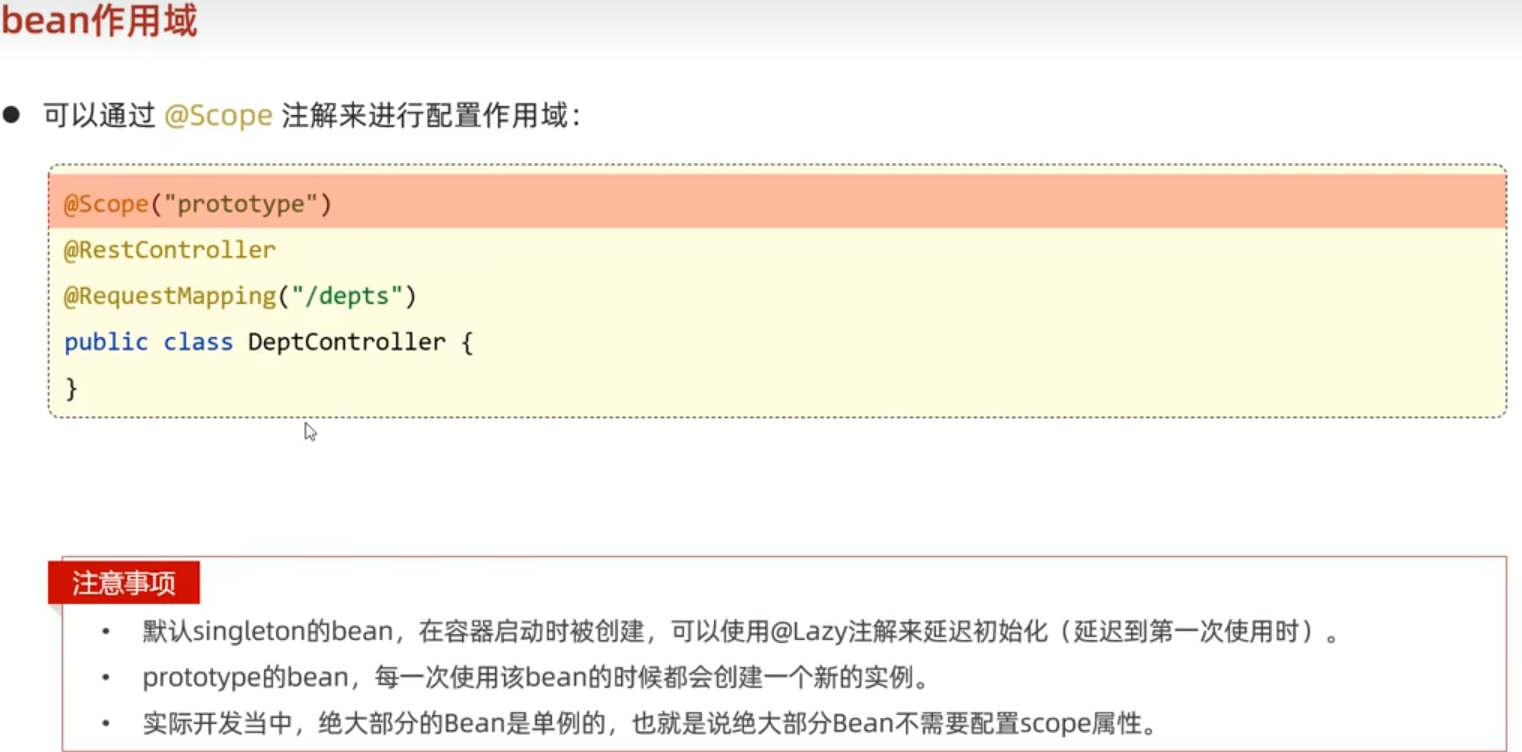 bean作用域
● 可以通过 @Scope 注解来进行配置作用域：
@Scope("prototype")
@RestController
@RequestMapping("/depts")
public class DeptController {
}
注意事项
• 默认singleton的bean，在容器启动时被创建，可以使用@Lazy注解来延迟初始化（延迟到第一次使用时）。
• prototype的bean，每一次使用该bean的时候都会创建一个新的实例。
• 实际开发当中，绝大部分的Bean是单例的，也就是说绝大部分Bean不需要配置scope属性。